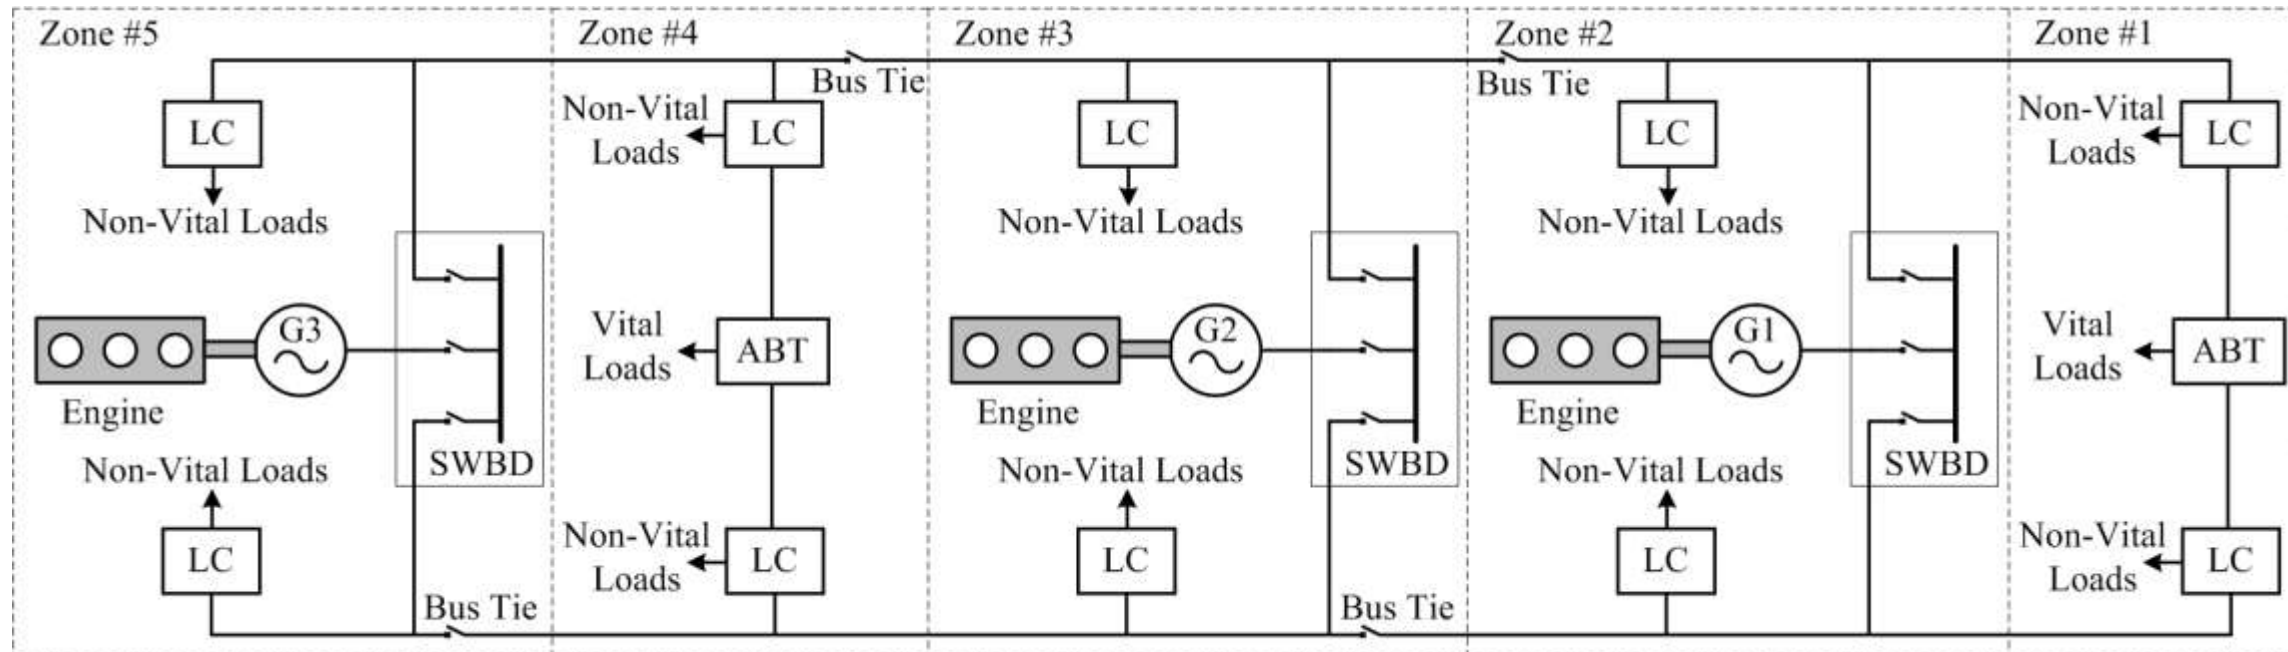 Zone #5
Zone #4
Zone #3
Zone #2
Zone #1
Bus Tie
Bus Tie
LC
Non-Vital
Loads
LC
LC
LC
Non-Vital
Loads
LC
Non-Vital Loads
Non-Vital Loads
Non-Vital Loads
G3
Vital
Loads
ABT
G2
G1
Vital
Loads
ABT
Engine
Engine
Engine
Non-Vital Loads
SWBD
Non-Vital Loads
SWBD
Non-Vital Loads
SWBD
LC
Non-Vital
Loads
LC
LC
LC
Non-Vital
Loads
LC
Bus Tie
Bus Tie